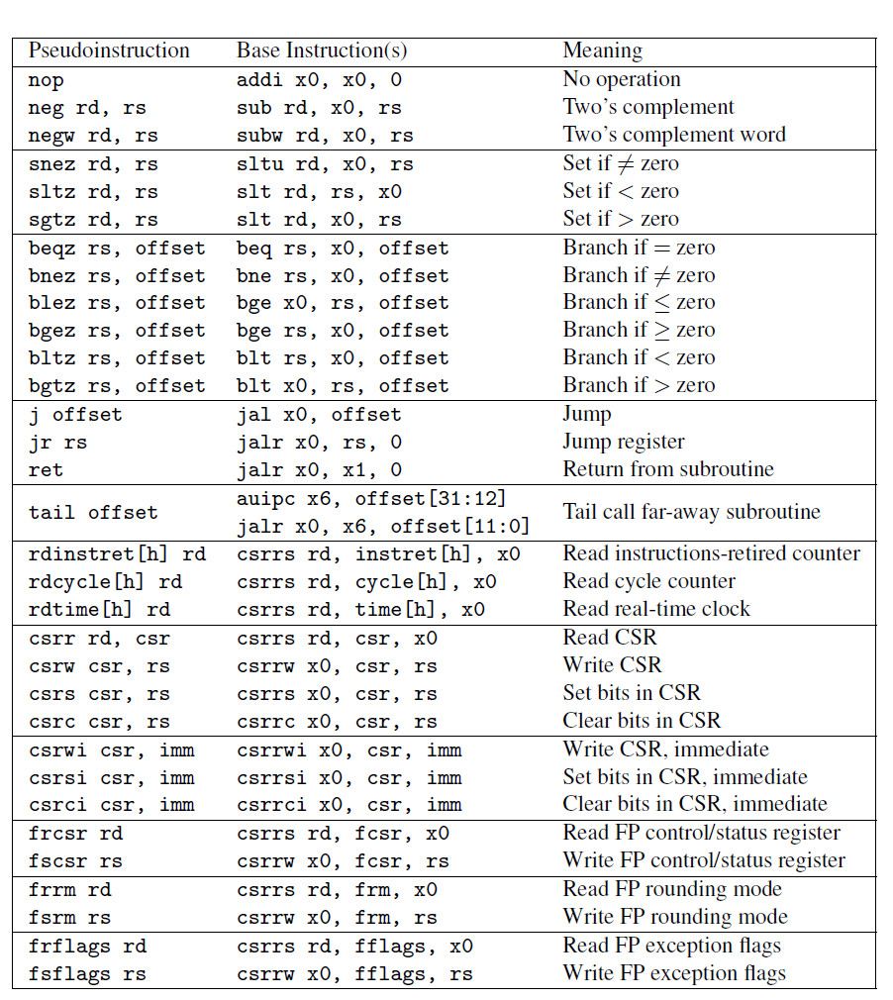 Pseudoinstruction Base Instruction(s) Meaning
nop addi x0, x0, 0 No operation
neg rd, rs sub rd, x0, rs Two's complement
negw rd, rs subw rd, x0, rs Two's complement word
snez rd, rs sltu rd, x0, rs Set if ≠ zero
sltz rd, rs slt rd, rs, x0 Set if < zero
sgtz rd, rs slt rd, x0, rs Set if > zero
beqz rs, offset beq rs, x0, offset Branch if = zero
bnez rs, offset bne rs, x0, offset Branch if ≠ zero
blez rs, offset bge x0, rs, offset Branch if ≤ zero
bgez rs, offset bge rs, x0, offset Branch if ≥ zero
bltz rs, offset blt rs, x0, offset Branch if < zero
bgtz rs, offset blt x0, rs, offset Branch if > zero
j offset jal x0, offset Jump
jr rs jalr x0, rs, 0 Jump register
ret jalr x0, x1, 0 Return from subroutine
tail offset auipc x6, offset[31:12] Tail call far-away subroutine
jalr x0, x6, offset[11:0]
rdinstret[h] rd csrrs rd, instret[h], x0 Read instructions-retired counter
rdcycle[h] rd csrrs rd, cycle[h], x0 Read cycle counter
rdtime[h] rd csrrs rd, time[h], x0 Read real-time clock
csrr rd, csr csrrs rd, csr, x0 Read CSR
csrw csr, rs csrrw x0, csr, rs Write CSR
csrs csr, rs csrrs x0, csr, rs Set bits in CSR
csrc csr, rs csrrc x0, csr, rs Clear bits in CSR
csrwi csr, imm csrrwi x0, csr, imm Write CSR, immediate
csrsi csr, imm csrrsi x0, csr, imm Set bits in CSR, immediate
csrci csr, imm csrrci x0, csr, imm Clear bits in CSR, immediate
frcsr rd csrrs rd, fcsr, x0 Read FP control/status register
fscsr rs csrrw x0, fcsr, rs Write FP control/status register
frrm rd csrrs rd, frm, x0 Read FP rounding mode
fsrm rs csrrw x0, frm, rs Write FP rounding mode
frflags rd csrrs rd, fflags, x0 Read FP exception flags
fsflags rs csrrw x0, fflags, rs Write FP exception flags